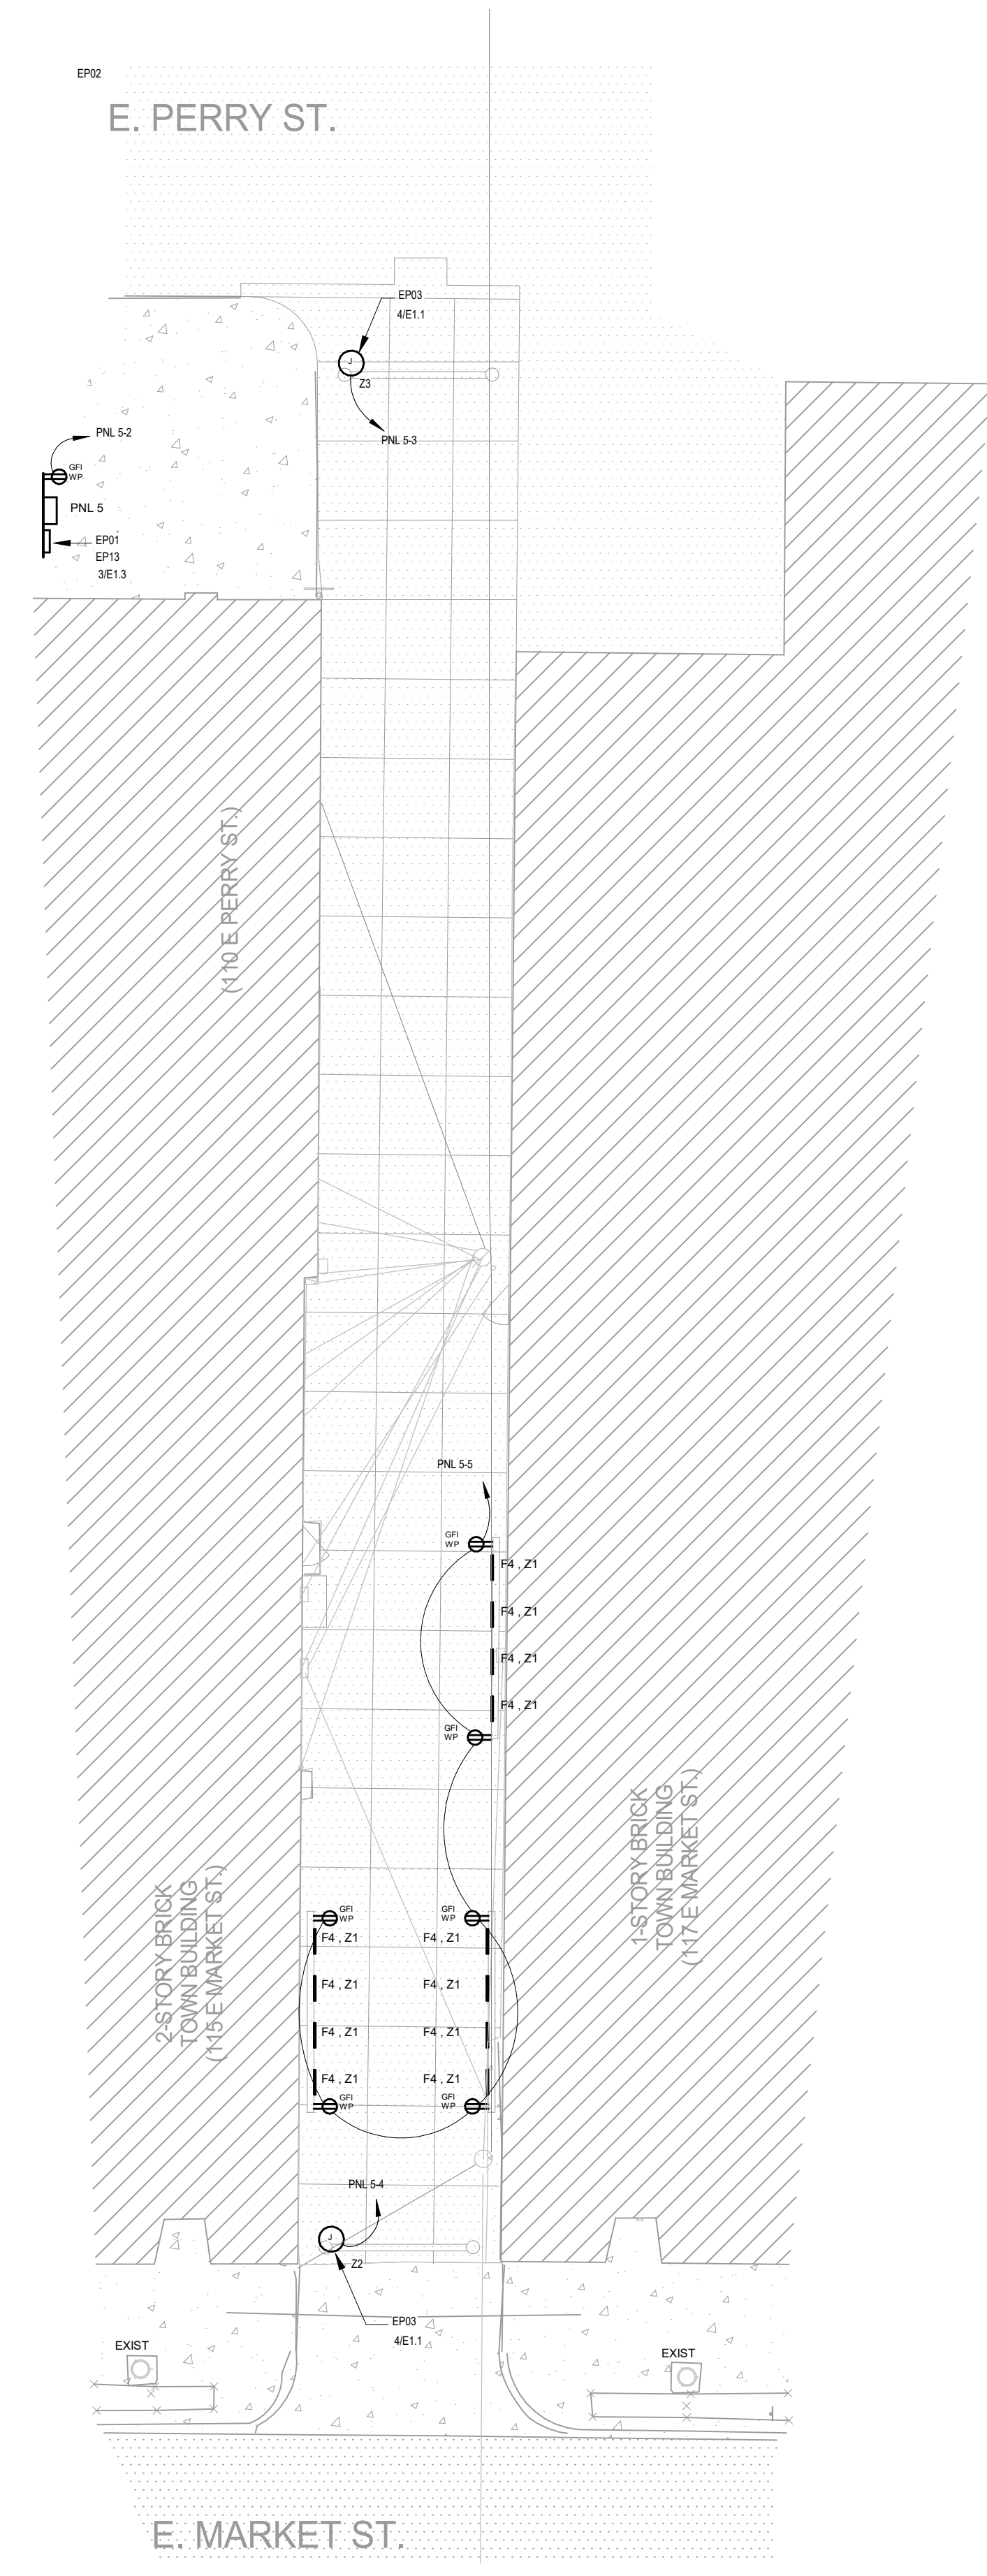 EP02
E. PERRY ST.
EP03
4/E1.1
J
Z3
PNL 5-3
PNL 5-2
GFI
WP
PNL 5
EP01
EP13
3/E1.3
(110 E PERRY ST.)
PNL 5-5
GFI
WP
F4 , Z1
F4 , Z1
F4 , Z1
F4 , Z1
GFI
WP
1-STORY BRICK
TOWN BUILDING
(117 E MARKET ST.)
2-STORY BRICK
TOWN BUILDING
(115 E MARKET ST.)
GFI
WP
GFI
WP
F4 , Z1
F4 , Z1
F4 , Z1
F4 , Z1
F4 , Z1
F4 , Z1
F4 , Z1
F4 , Z1
GFI
WP
GFI
WP
PNL 5-4
J
Z2
EP03
4/E1.1
EXIST
EXIST
E. MARKET ST.